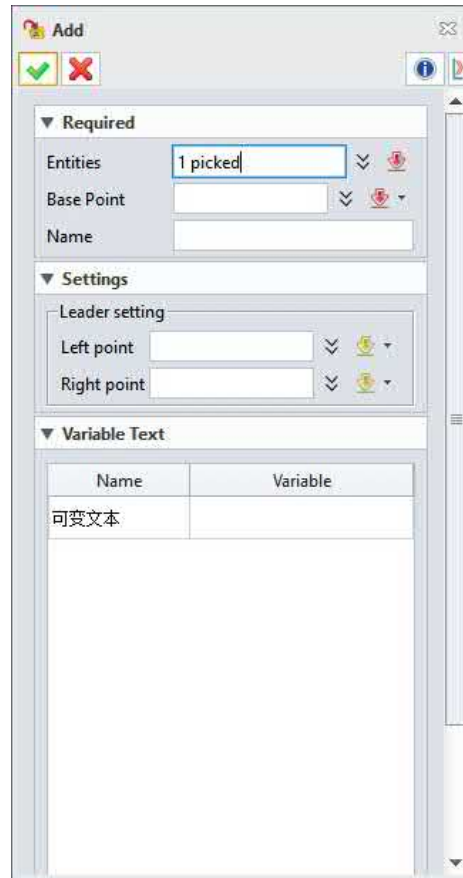 Add
Required
Entities 1 picked
Base Point
Name
Settings
Leader setting
Left point
Right point
Variable Text
Name Variable
可变文本